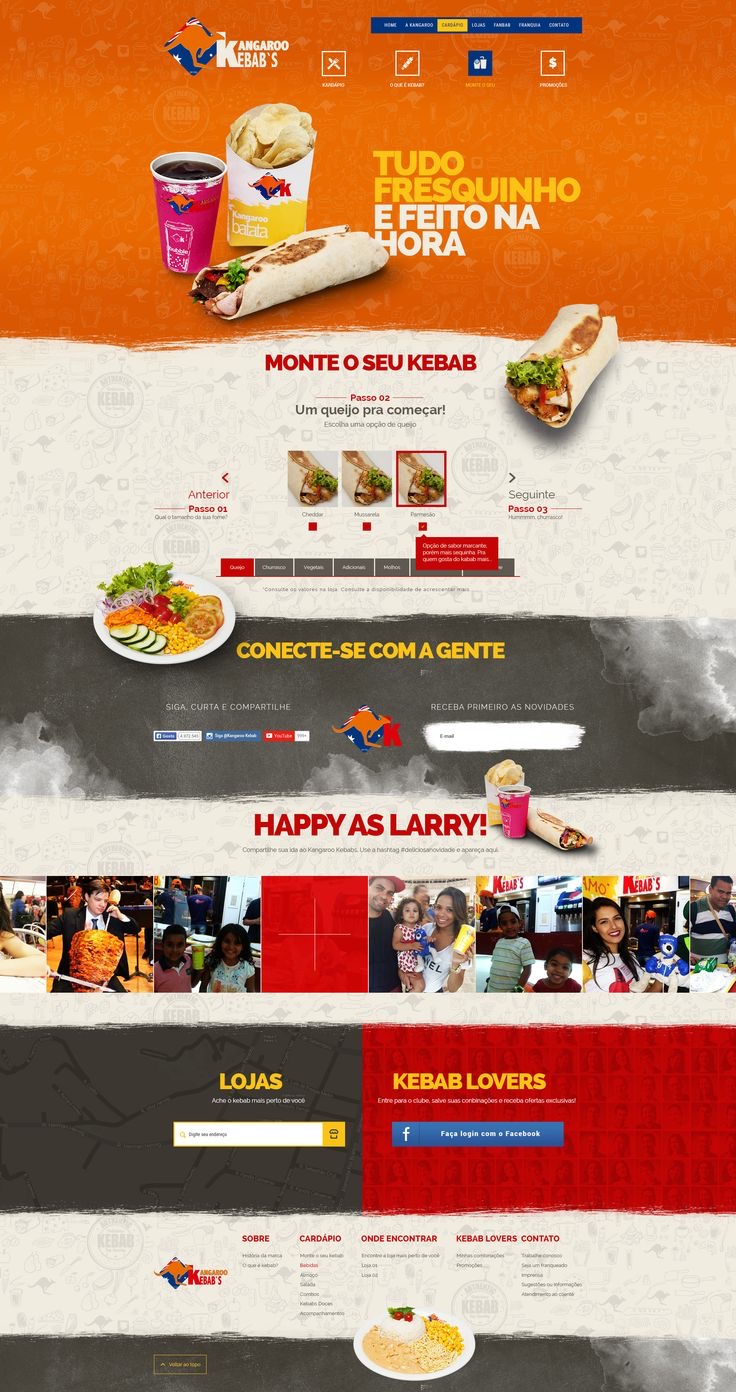 KANGAROO
KEBAB'S
HOME A KANGAROO CARDÁPIO LOJAS FANBAR FRANQUIA CONTATO
KARDÁPIO O QUE É KEBAB? MONTE O SEU PROMOÇÕES
AUTHENTIC
KEBAB
Kangaroo
batata
bubble
TUDO
FRESQUINHO
E FEITO NA
HORA
MONTE O SEU KEBAB
Passo 02
Um queijo pra começar!
Escolha uma opção de queijo
Anterior
Passo 01
Qual o tamanho da sua fome?
Cheddar Mussarela Parmesão
Seguinte
Passo 03
Hummmm, churrasco!
Opção de sabor marcante,
porém mais sequinha. Pra
quem gosta do kabab mais...
Queijo Churrasco Vegetais Adicionais Molhos
*Consulte os valores na loja. Consulte a disponibilidade de acrescentar mais
CONECTE-SE COM A GENTE
SIGA, CURTA E COMPARTILHE
Siga @Kangaroo Kebab YouTube 999+
K
RECEBA PRIMEIRO AS NOVIDADES
E-mail
HAPPY AS LARRY!
Compartilhe sua ida ao Kangaroo Kebabs. Use a hashtag #deliciosanovidade e apareça aqui.
KEBAB'S
KEBAB'S
LOJAS
Ache o kebab mais perto de você
Digite seu endereço
KEBAB LOVERS
Entre para o clube, salve suas combinações e receba ofertas exclusivas!
Faça login com o Facebook
KANGAROO
KEBAB'S
SOBRE
História da marca
O que é kebab?
CARDÁPIO
Monte o seu kebab
Bebidas
Almoço
Salada
Combos
Kebabs Doces
Acompanhamentos
ONDE ENCONTRAR
Encontre a loja mais perto de você
Loja 01
Loja 02
KEBAB LOVERS
Minhas combinações
Promoções
CONTATO
Trabalhe conosco
Seja um franqueado
Imprensa
Sugestões ou Informações
Atendimento ao cliente
Voltar ao topo